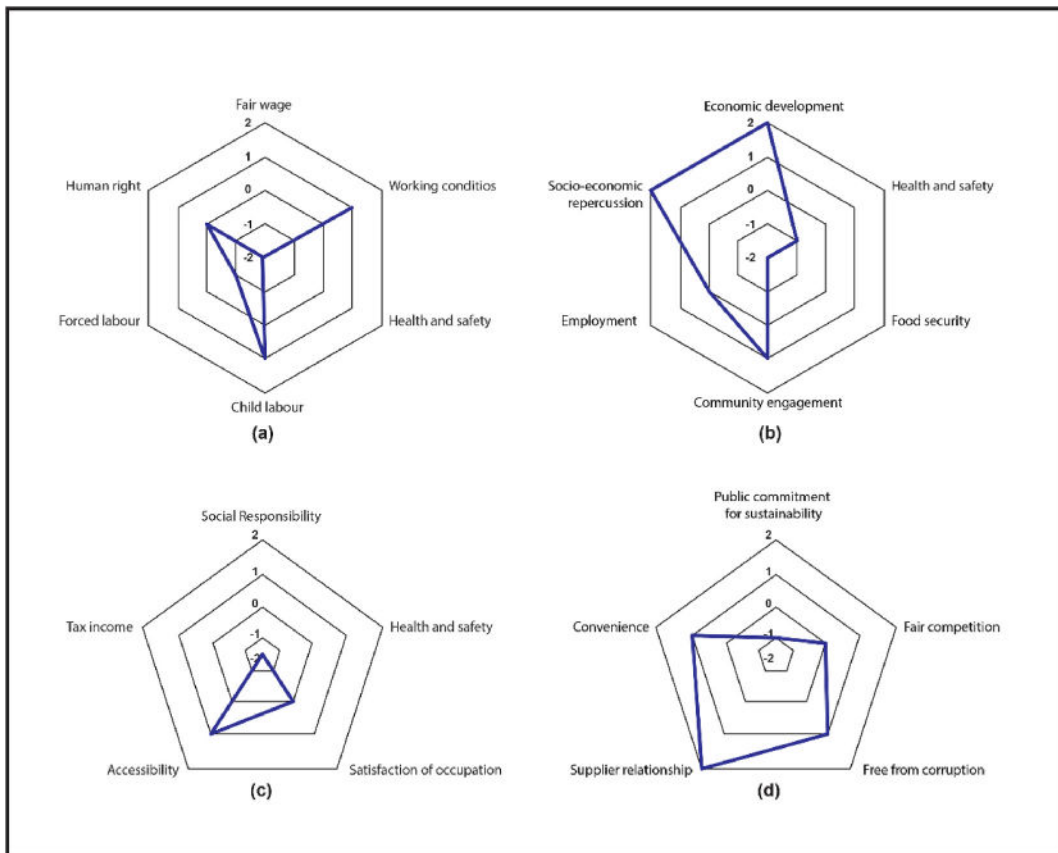 Fair wage
2
1
0
-1
-2
Human right
Working conditios
Forced labour
Health and safety
Child labour
(a)
Economic development
2
1
0
-1
-2
Socio-economic
repercussion
Health and safety
Employment
Food security
Community engagement
(b)
Social Responsibility
2
1
0
-1
-2
Tax income
Health and safety
Accessibility
Satisfaction of occupation
(c)
Public commitment
for sustainability
2
1
0
-1
-2
Convenience
Fair competition
Supplier relationship
Free from corruption
(d)